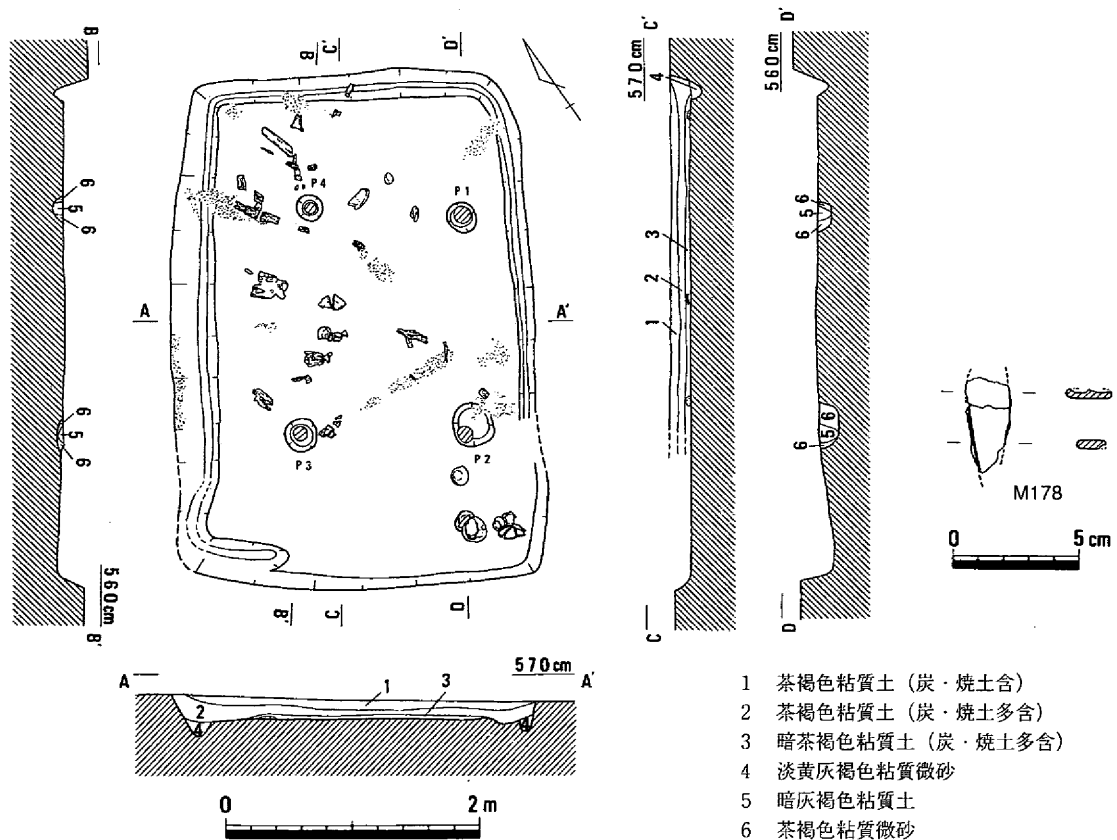 B
B'
560cm
6
5
6
6
5
6
B
C'
D'
P4
P1
A
A'
P3
P2
B'
C
D
C'
570cm
4
3
2
1
C
D'
560cm
6
5
6
5/6
6
D
M178
0 5cm
A
570cm
A'
1
3
2
4
4
0 2m
1 茶褐色粘質土（炭・焼土含）
2 茶褐色粘質土（炭・焼土多含）
3 暗茶褐色粘質土（炭・焼土多含）
4 淡黄灰褐色粘質微砂
5 暗灰褐色粘質土
6 茶褐色粘質微砂